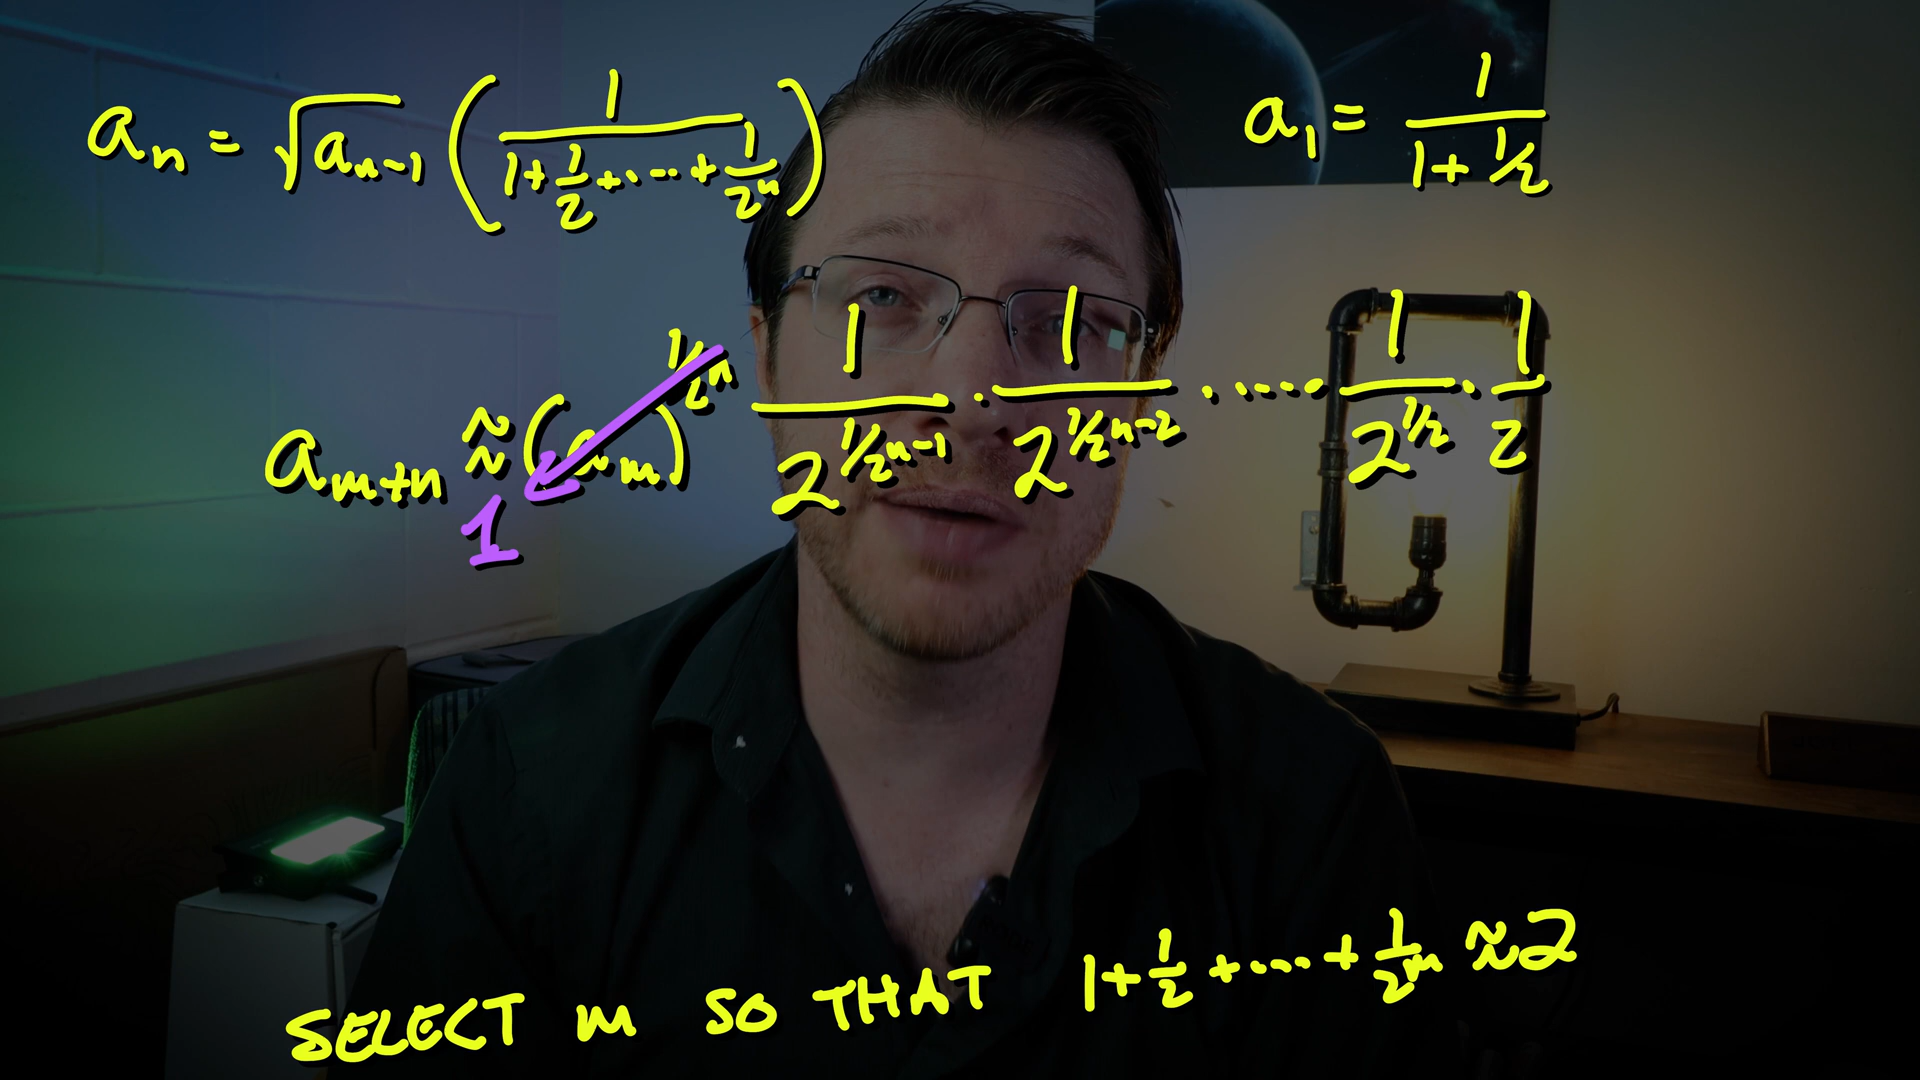 aₙ = √aₙ₋₁ (1/(1+1/2+····+1/2ⁿ)) a₁ = 1/(1+1/2)
aₘ₊ₙ ≈ (aₘ)^(1/2ⁿ) 1/2^(1/2ⁿ⁻¹) · 1/2^(1/2ⁿ⁻²) ····· 1/2^(1/2) · 1/2
1
SELECT m SO THAT 1+1/2+····+1/2ᵐ ≈2